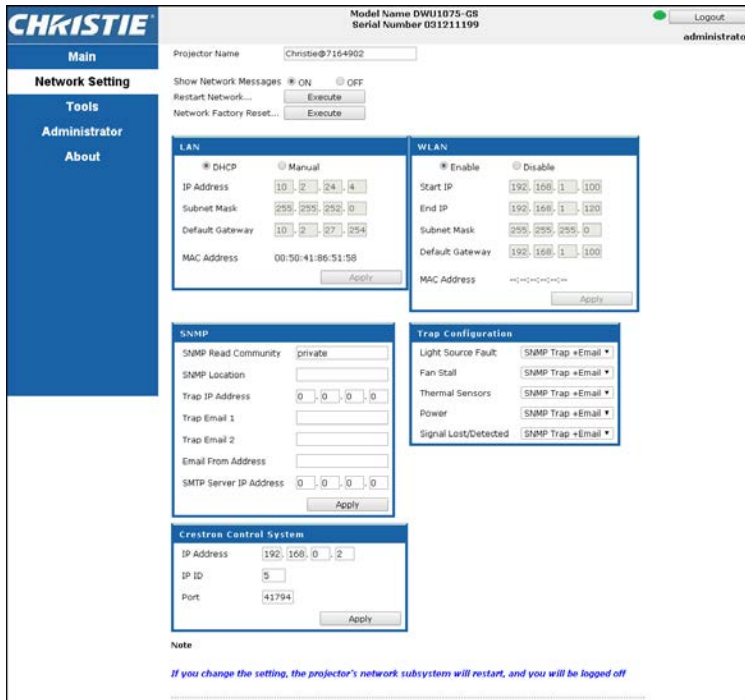 CHRISTIE
Model Name DWU1075-GS
Serial Number 031211199
Logout
administrato
Main
Network Setting
Tools
Administrator
About
Projector Name Christie@7164902
Show Network Messages ON OFF
Restart Network... Execute
Network Factory Reset... Execute
LAN
DHCP Manual
IP Address 10 . 2 . 24 . 4
Subnet Mask 255 . 255 . 252 . 0
Default Gateway 10 . 2 . 27 . 254
MAC Address 00:50:41:86:51:58
Apply
WLAN
Enable Disable
Start IP 192 . 168 . 1 . 100
End IP 192 . 168 . 1 . 120
Subnet Mask 255 . 255 . 255 . 0
Default Gateway 192 . 168 . 1 . 100
MAC Address --:--:--:--:--:--
Apply
SNMP
SNMP Read Community private
SNMP Location
Trap IP Address 0 . 0 . 0 . 0
Trap Email 1
Trap Email 2
Email From Address
SMTP Server IP Address 0 . 0 . 0 . 0
Apply
Trap Configuration
Light Source Fault SNMP Trap +Email
Fan Stall SNMP Trap +Email
Thermal Sensors SNMP Trap +Email
Power SNMP Trap +Email
Signal Lost/Detected SNMP Trap +Email
Crestron Control System
IP Address 192 . 168 . 0 . 2
IP ID 5
Port 41794
Apply
Note
If you change the setting, the projector's network subsystem will restart, and you will be logged off